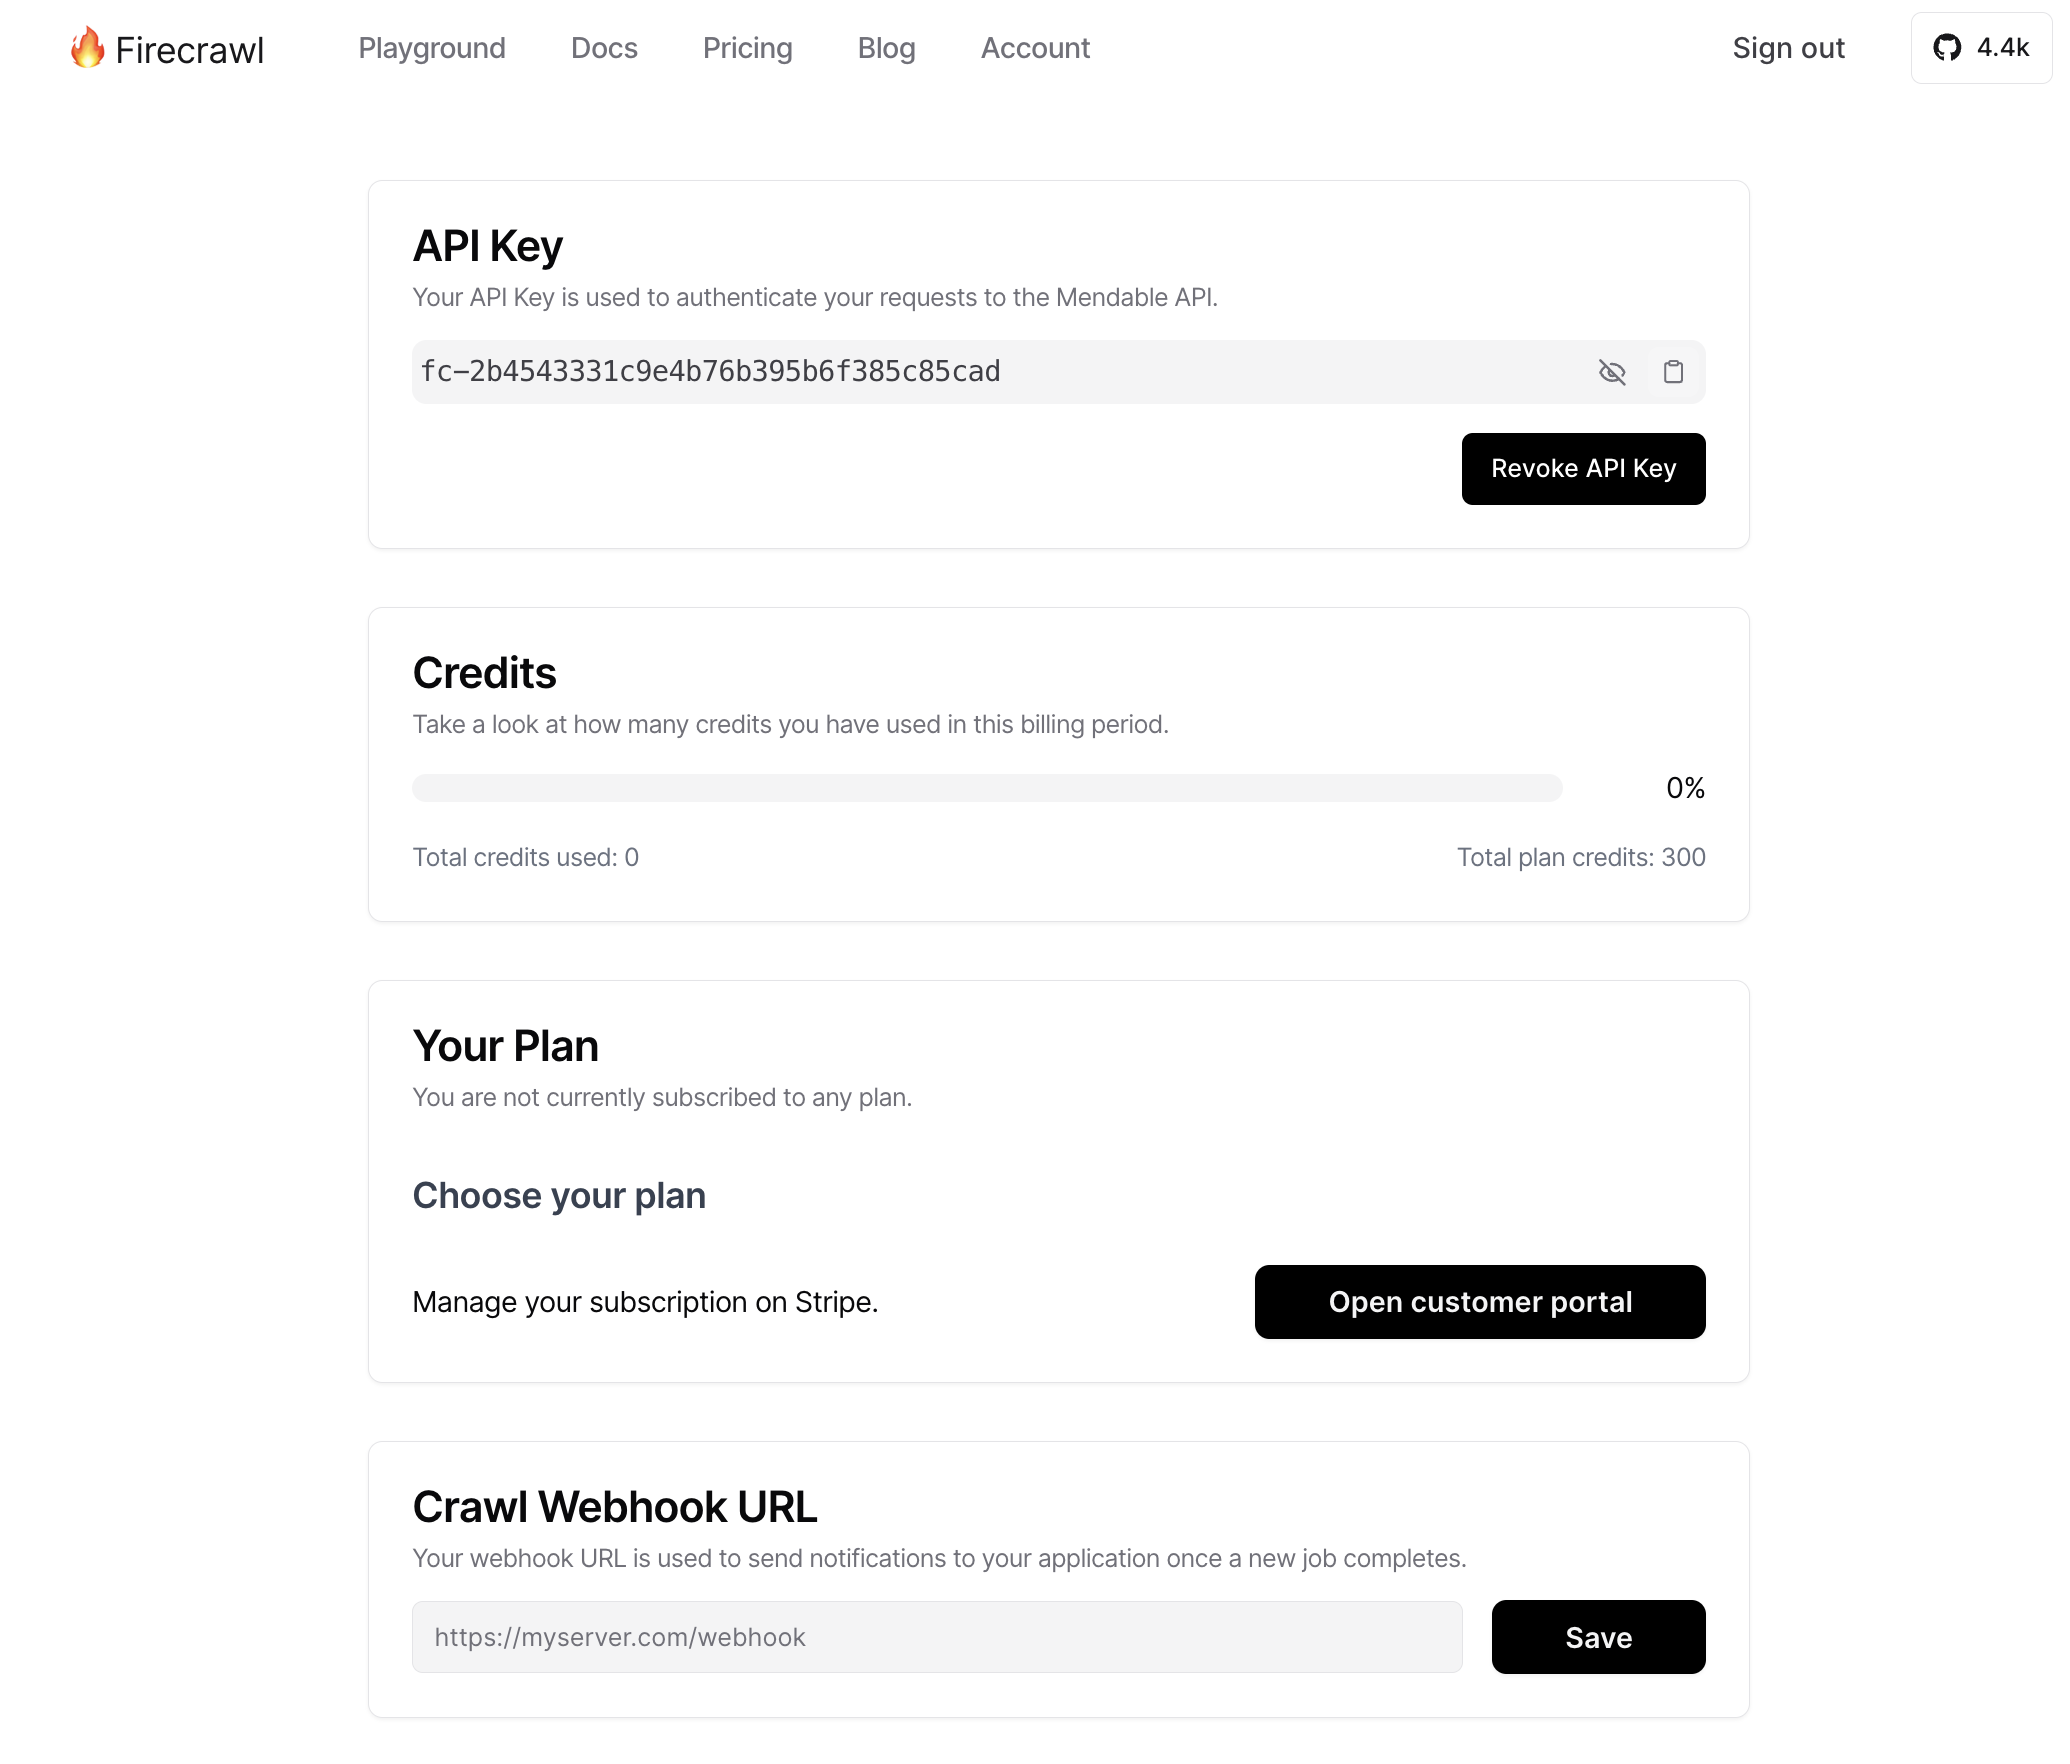 Firecrawl
Playground
Docs
Pricing
Blog
Account
Sign out
4.4k
API Key
Your API Key is used to authenticate your requests to the Mendable API.
fc-2b4543331c9e4b76b395b6f385c85cad
Revoke API Key
Credits
Take a look at how many credits you have used in this billing period.
0%
Total credits used: 0
Total plan credits: 300
Your Plan
You are not currently subscribed to any plan.
Choose your plan
Manage your subscription on Stripe.
Open customer portal
Crawl Webhook URL
Your webhook URL is used to send notifications to your application once a new job completes.
https://myserver.com/webhook
Save